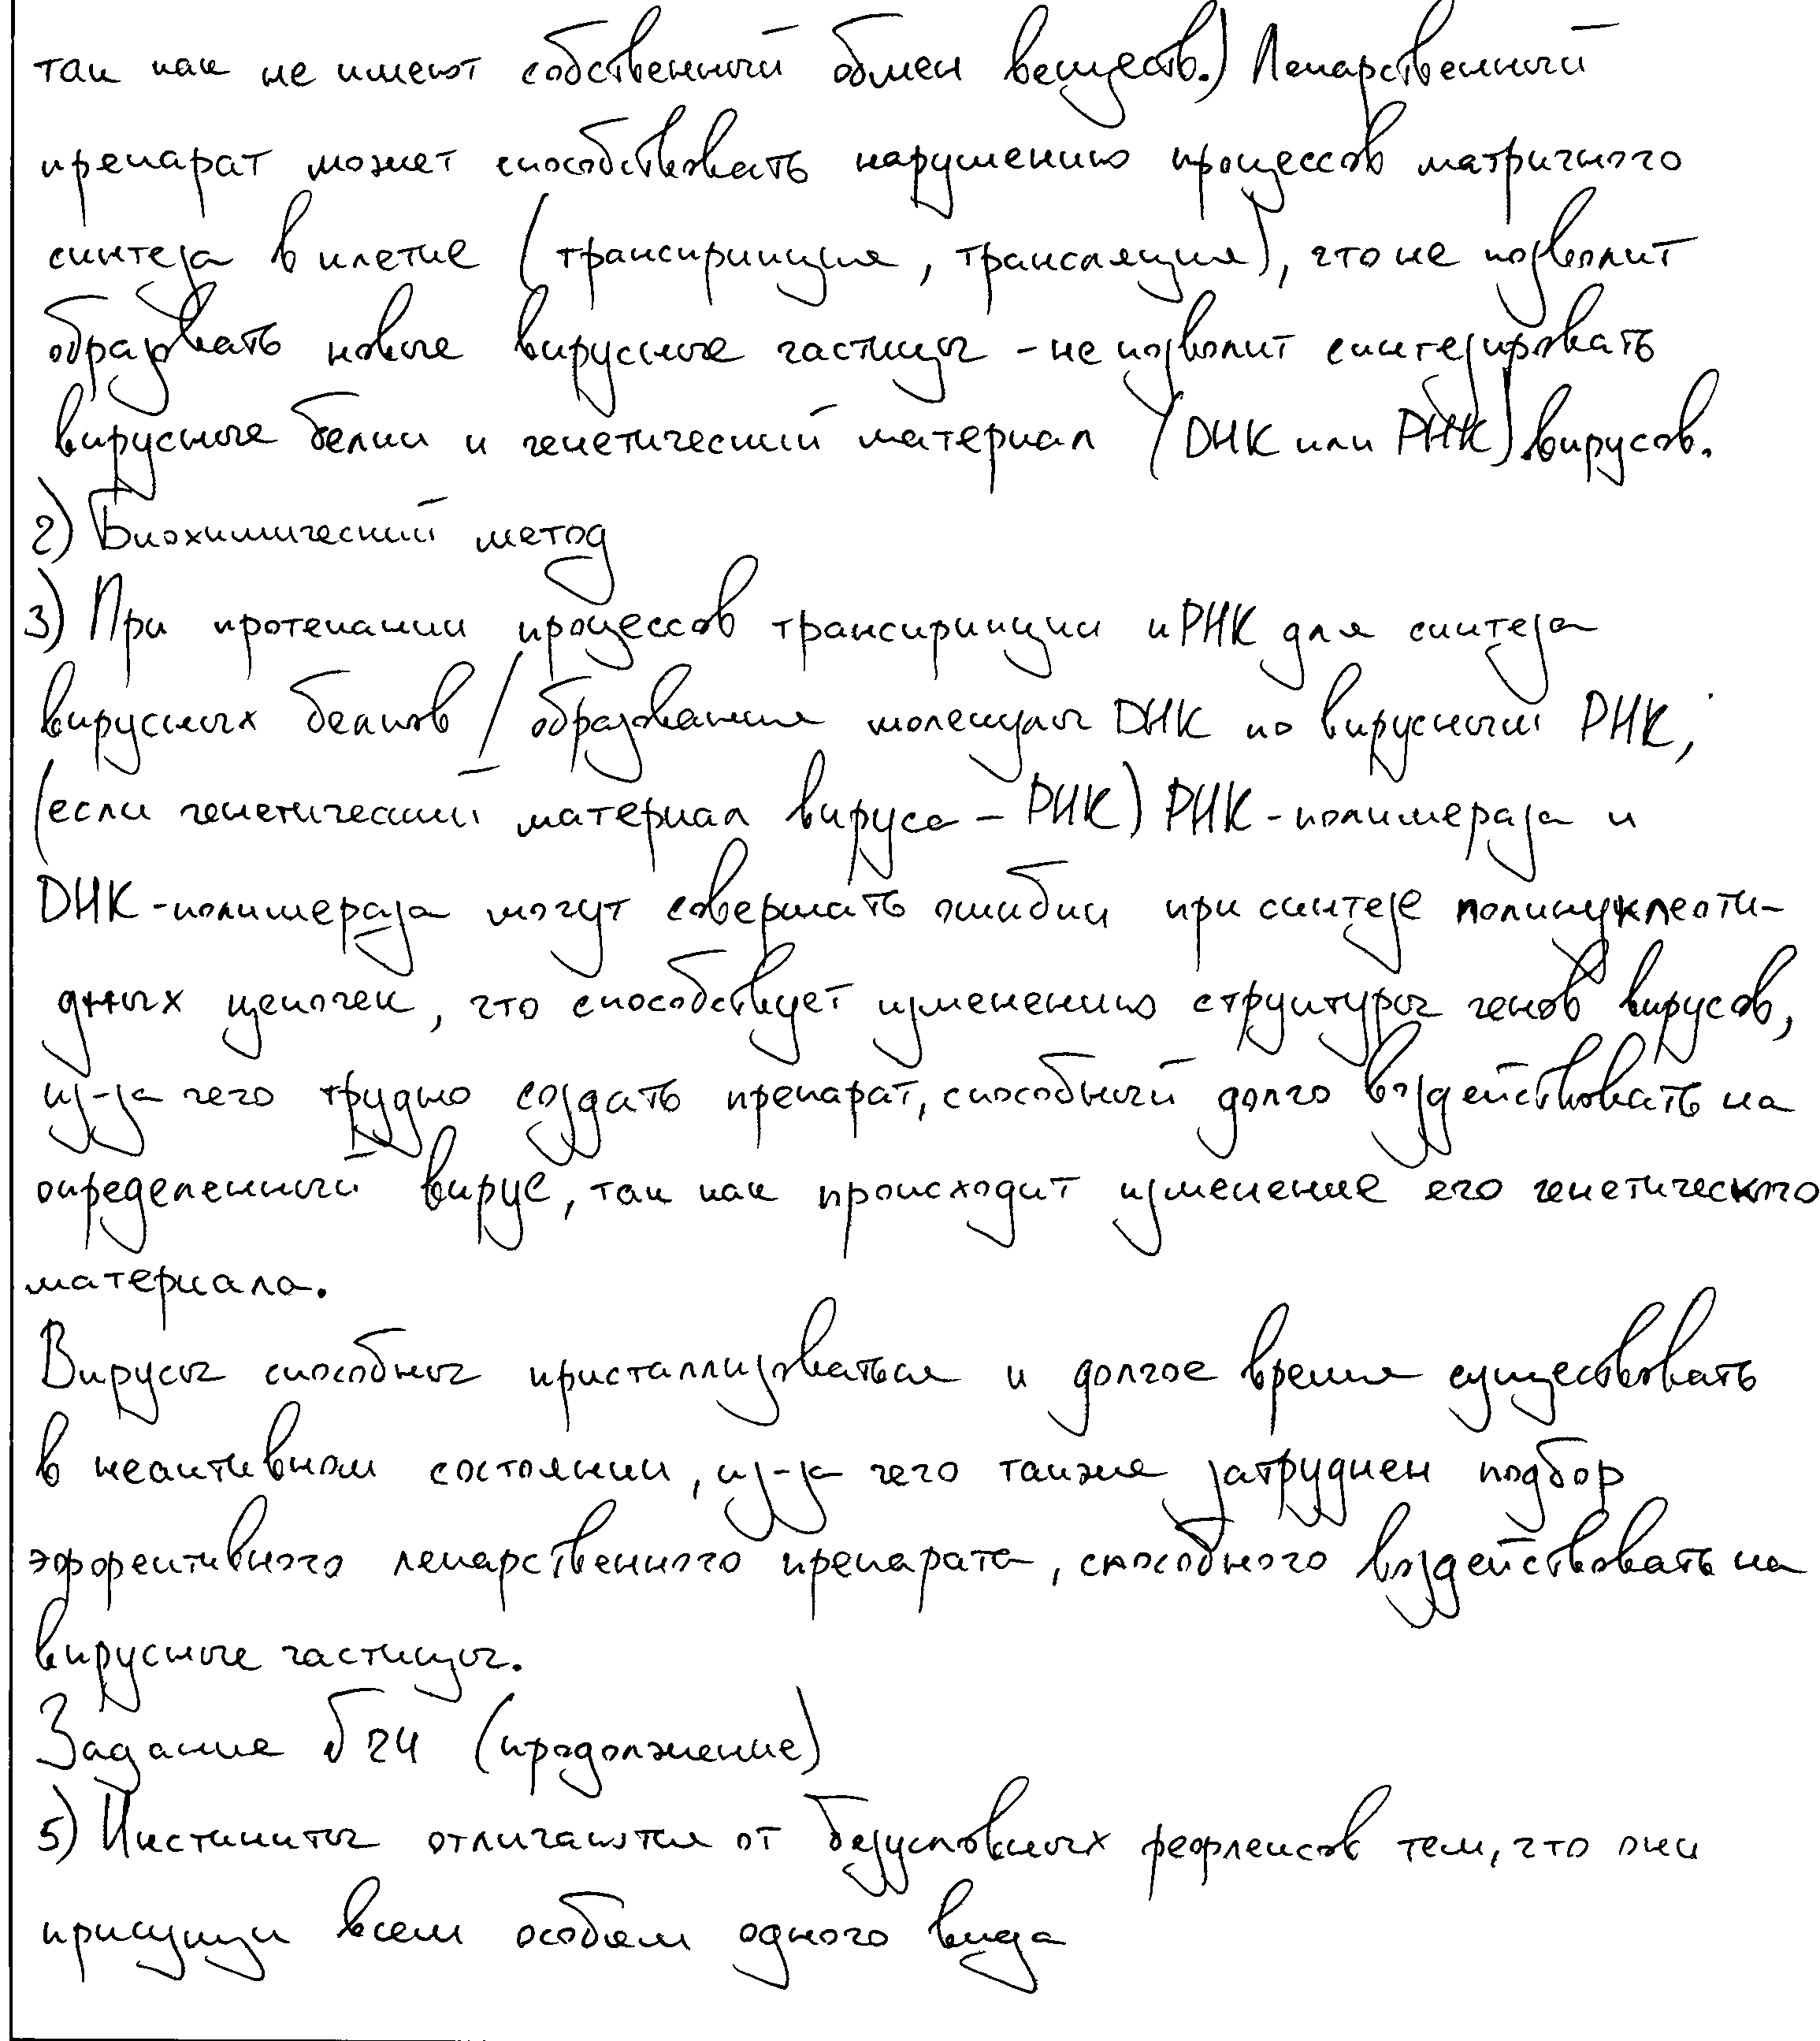 так как не имеют собственный обмен веществ.) Лекарственный
препарат может способствовать нарушению процессов матричного
синтеза в клетке (транскрипция, трансляция), что не позволит
образовать новые вирусные частицы - не позволит синтезировать
вирусные белки и генетический материал (ДНК или РНК) вирусов.
2) Биохимический метод
3) При протекании процессов транскрипции иРНК для синтеза
вирусных белков / образования молекулы ДНК по вирусной РНК,
(если генетический материал вируса - РНК) РНК-полимераза и
ДНК-полимераза могут совершать ошибки при синтезе полинуклеоти-
дных цепочек, что способствует изменению структуры генов вирусов,
из-за чего трудно создать препарат, способный долго воздействовать на
определенный вирус, так как происходит изменение его генетического
материала.
Вирусы способны кристаллизоваться и долгое время существовать
в неактивном состоянии, из-за чего также затруднен подбор
эффективного лекарственного препарата, способного воздействовать на
вирусные частицы.
Задание №24 (продолжение)
5) Инстинкты отличаются от безусловных рефлексов тем, что они
присущи всем особям одного вида